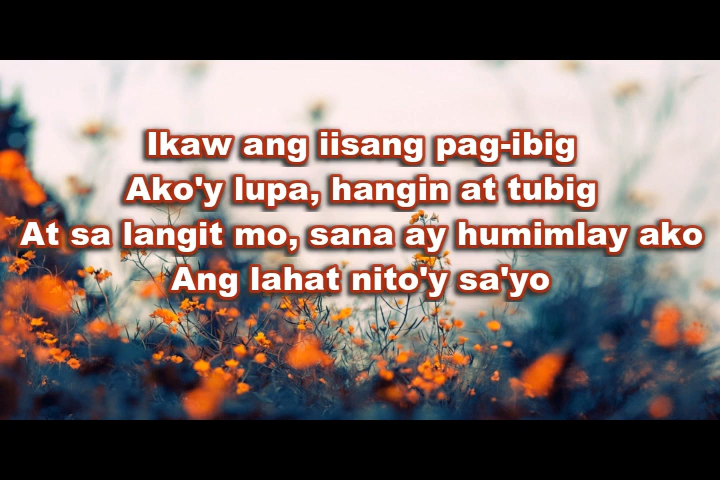 Ikaw ang iisang pag-ibig
Ako'y lupa, hangin at tubig
At sa langit mo, sana ay humimlay ako
Ang lahat nito'y sa'yo